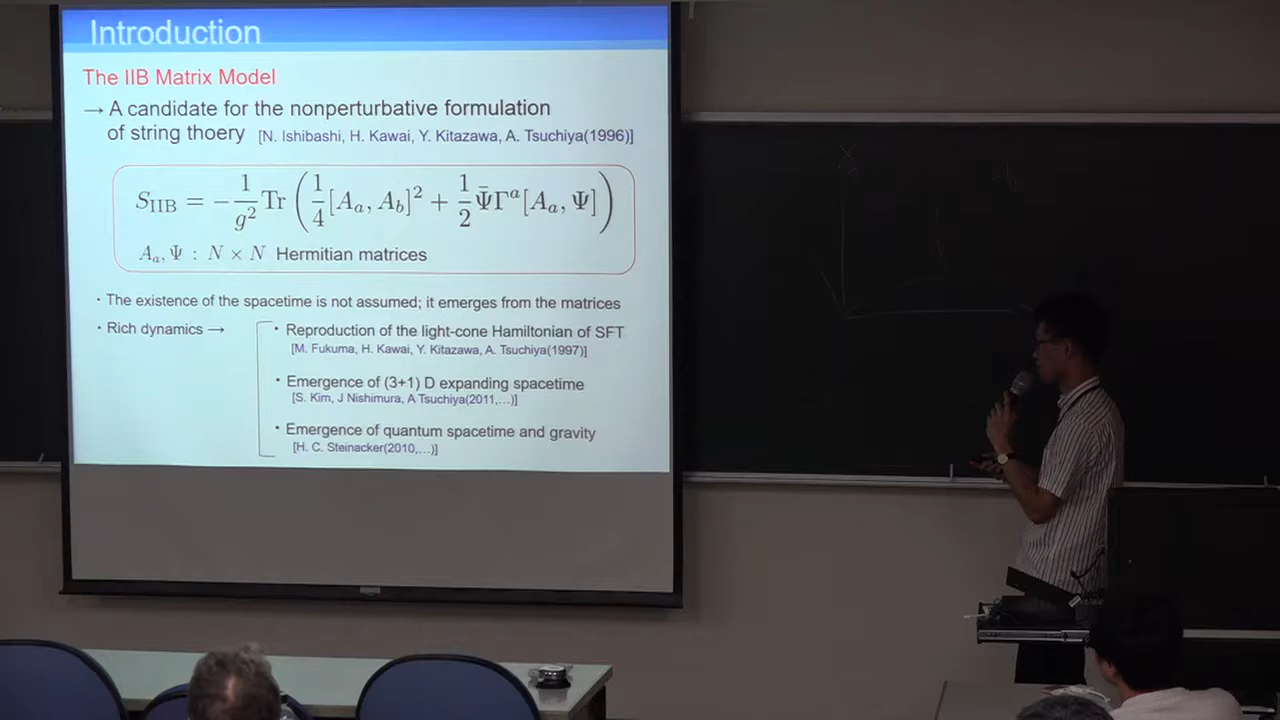 Introduction
The IIB Matrix Model
→ A candidate for the nonperturbative formulation
of string thoery [N. Ishibashi, H. Kawai, Y. Kitazawa, A. Tsuchiya(1996)]
S_IIB = −1/g² Tr ( 1/4 [A_a, A_b]² + 1/2 Ψ̄Γ^a[A_a, Ψ] )
A_a, Ψ : N × N Hermitian matrices
・The existence of the spacetime is not assumed; it emerges from the matrices
・Rich dynamics →
・Reproduction of the light-cone Hamiltonian of SFT
[M. Fukuma, H. Kawai, Y. Kitazawa, A. Tsuchiya(1997)]
・Emergence of (3+1) D expanding spacetime
[S. Kim, J Nishimura, A Tsuchiya(2011,…)]
・Emergence of quantum spacetime and gravity
[H. C. Steinacker(2010,…)]